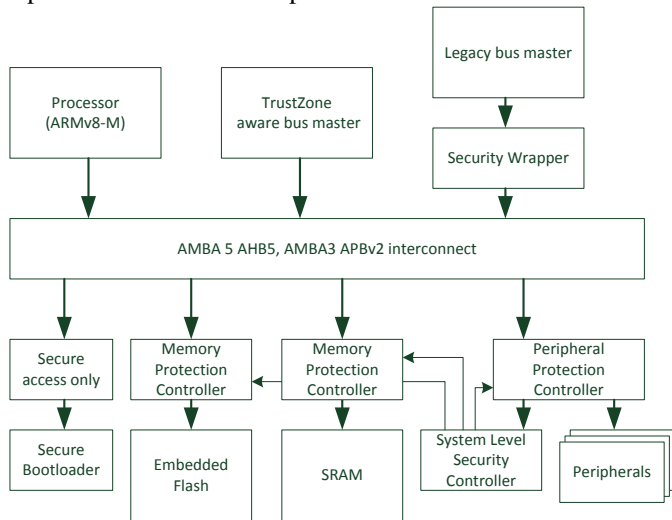 Legacy bus master
Processor
(ARMv8-M)
TrustZone
aware bus master
Security Wrapper
AMBA 5 AHB5, AMBA3 APBv2 interconnect
Secure
access only
Memory
Protection
Controller
Memory
Protection
Controller
Peripheral
Protection
Controller
Secure
Bootloader
Embedded
Flash
SRAM
System Level
Security
Controller
Peripherals